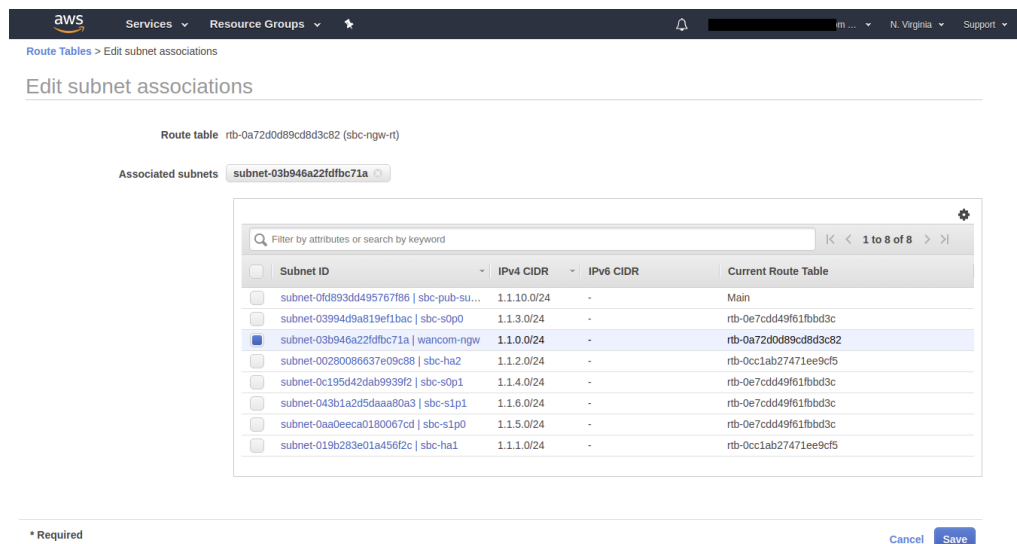 aws Services Resource Groups m ... N. Virginia Support
Route Tables > Edit subnet associations
Edit subnet associations
Route table rtb-0a72d0d89cd8d3c82 (sbc-ngw-rt)
Associated subnets subnet-03b946a22fdfbc71a
Filter by attributes or search by keyword 1 to 8 of 8
Subnet ID IPv4 CIDR IPv6 CIDR Current Route Table
subnet-0fd893dd495767f86 | sbc-pub-su... 1.1.10.0/24 - Main
subnet-03994d9a819ef1bac | sbc-s0p0 1.1.3.0/24 - rtb-0e7cdd49f61fbbd3c
subnet-03b946a22fdfbc71a | wancom-ngw 1.1.0.0/24 - rtb-0a72d0d89cd8d3c82
subnet-00280086637e09c88 | sbc-ha2 1.1.2.0/24 - rtb-0cc1ab27471ee9cf5
subnet-0c195d42dab9939f2 | sbc-s0p1 1.1.4.0/24 - rtb-0e7cdd49f61fbbd3c
subnet-043b1a2d5daaa80a3 | sbc-s1p1 1.1.6.0/24 - rtb-0e7cdd49f61fbbd3c
subnet-0aa0eeca0180067cd | sbc-s1p0 1.1.5.0/24 - rtb-0e7cdd49f61fbbd3c
subnet-019b283e01a456f2c | sbc-ha1 1.1.1.0/24 - rtb-0cc1ab27471ee9cf5
* Required Cancel Save